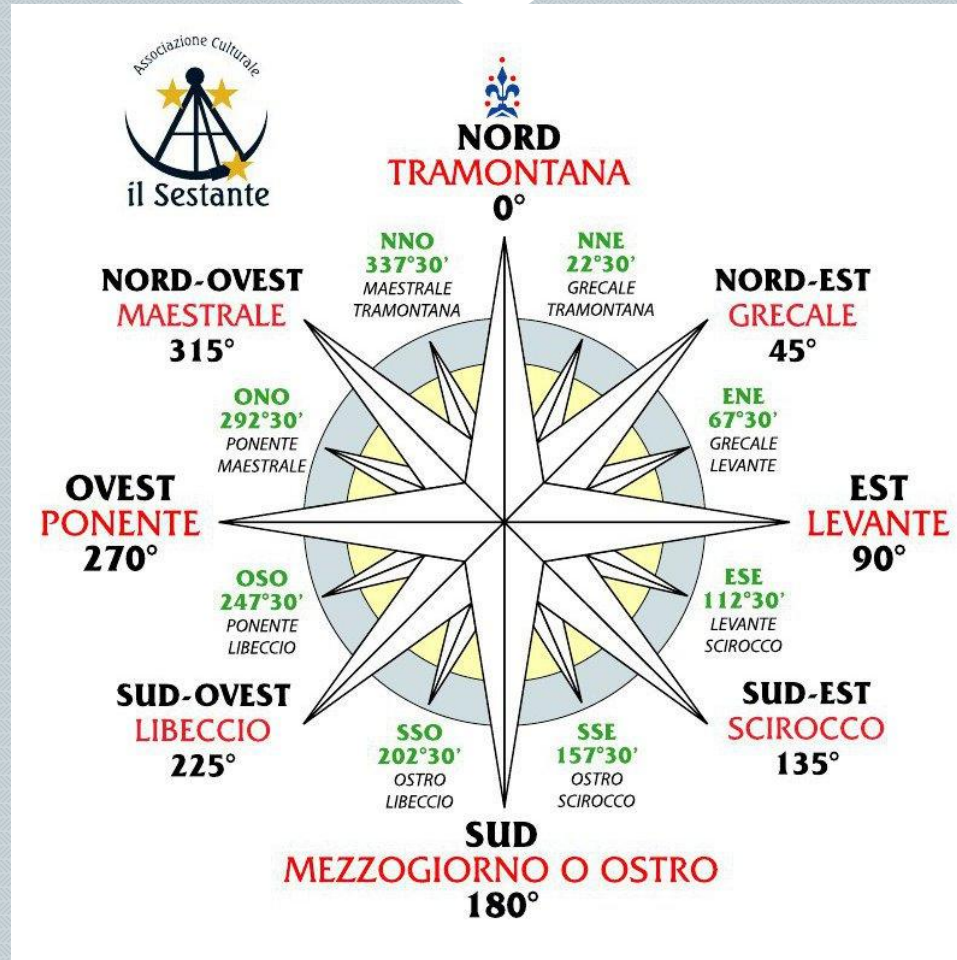 Associazione Culturale
il Sestante
NORD
TRAMONTANA
0°
NNO
337°30'
MAESTRALE
TRAMONTANA
NNE
22°30'
GRECALE
TRAMONTANA
NORD-OVEST
MAESTRALE
315°
NORD-EST
GRECALE
45°
ONO
292°30'
PONENTE
MAESTRALE
ENE
67°30'
GRECALE
LEVANTE
OVEST
PONENTE
270°
EST
LEVANTE
90°
OSO
247°30'
PONENTE
LIBECCIO
ESE
112°30'
LEVANTE
SCIROCCO
SUD-OVEST
LIBECCIO
225°
SUD-EST
SCIROCCO
135°
SSO
202°30'
OSTRO
LIBECCIO
SSE
157°30'
OSTRO
SCIROCCO
SUD
MEZZOGIORNO O OSTRO
180°